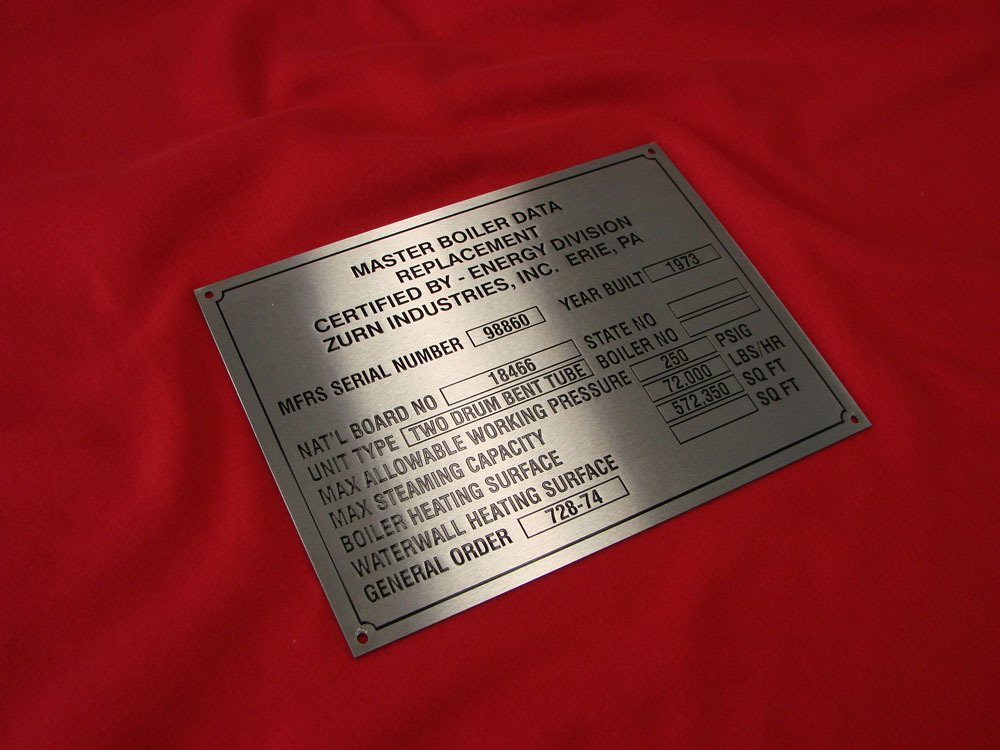 MASTER BOILER DATA
REPLACEMENT
CERTIFIED BY - ENERGY DIVISION
ZURN INDUSTRIES, INC. ERIE, PA
MFRS SERIAL NUMBER 98860 YEAR BUILT 1973
NAT'L BOARD NO 18466 STATE NO
UNIT TYPE TWO DRUM BENT TUBE BOILER NO
MAX ALLOWABLE WORKING PRESSURE 250 PSIG
MAX STEAMING CAPACITY 72,000 LBS/HR
BOILER HEATING SURFACE 572.350 SQ FT
WATERWALL HEATING SURFACE SQ FT
GENERAL ORDER 728-74